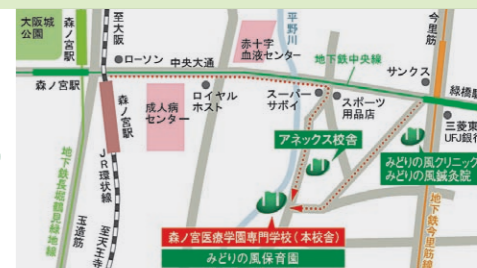 大阪城
公園
森ノ宮駅
至大阪
ローソン
中央大通
赤十字
血液センター
平野川
地下鉄中央線
今里筋
サンクス
緑橋駅
森ノ宮駅
森ノ宮駅
成人病
センター
ロイヤル
ホスト
スーパー
サボイ
スポーツ
用品店
三菱東
UFJ銀行
アネックス校舎
みどりの風クリニック
みどりの風鍼灸院
JR環状線
地下鉄長堀鶴見緑地線
玉造筋
至天王寺
地下鉄今里筋線
森ノ宮医療学園専門学校(本校舎)
みどりの風保育園